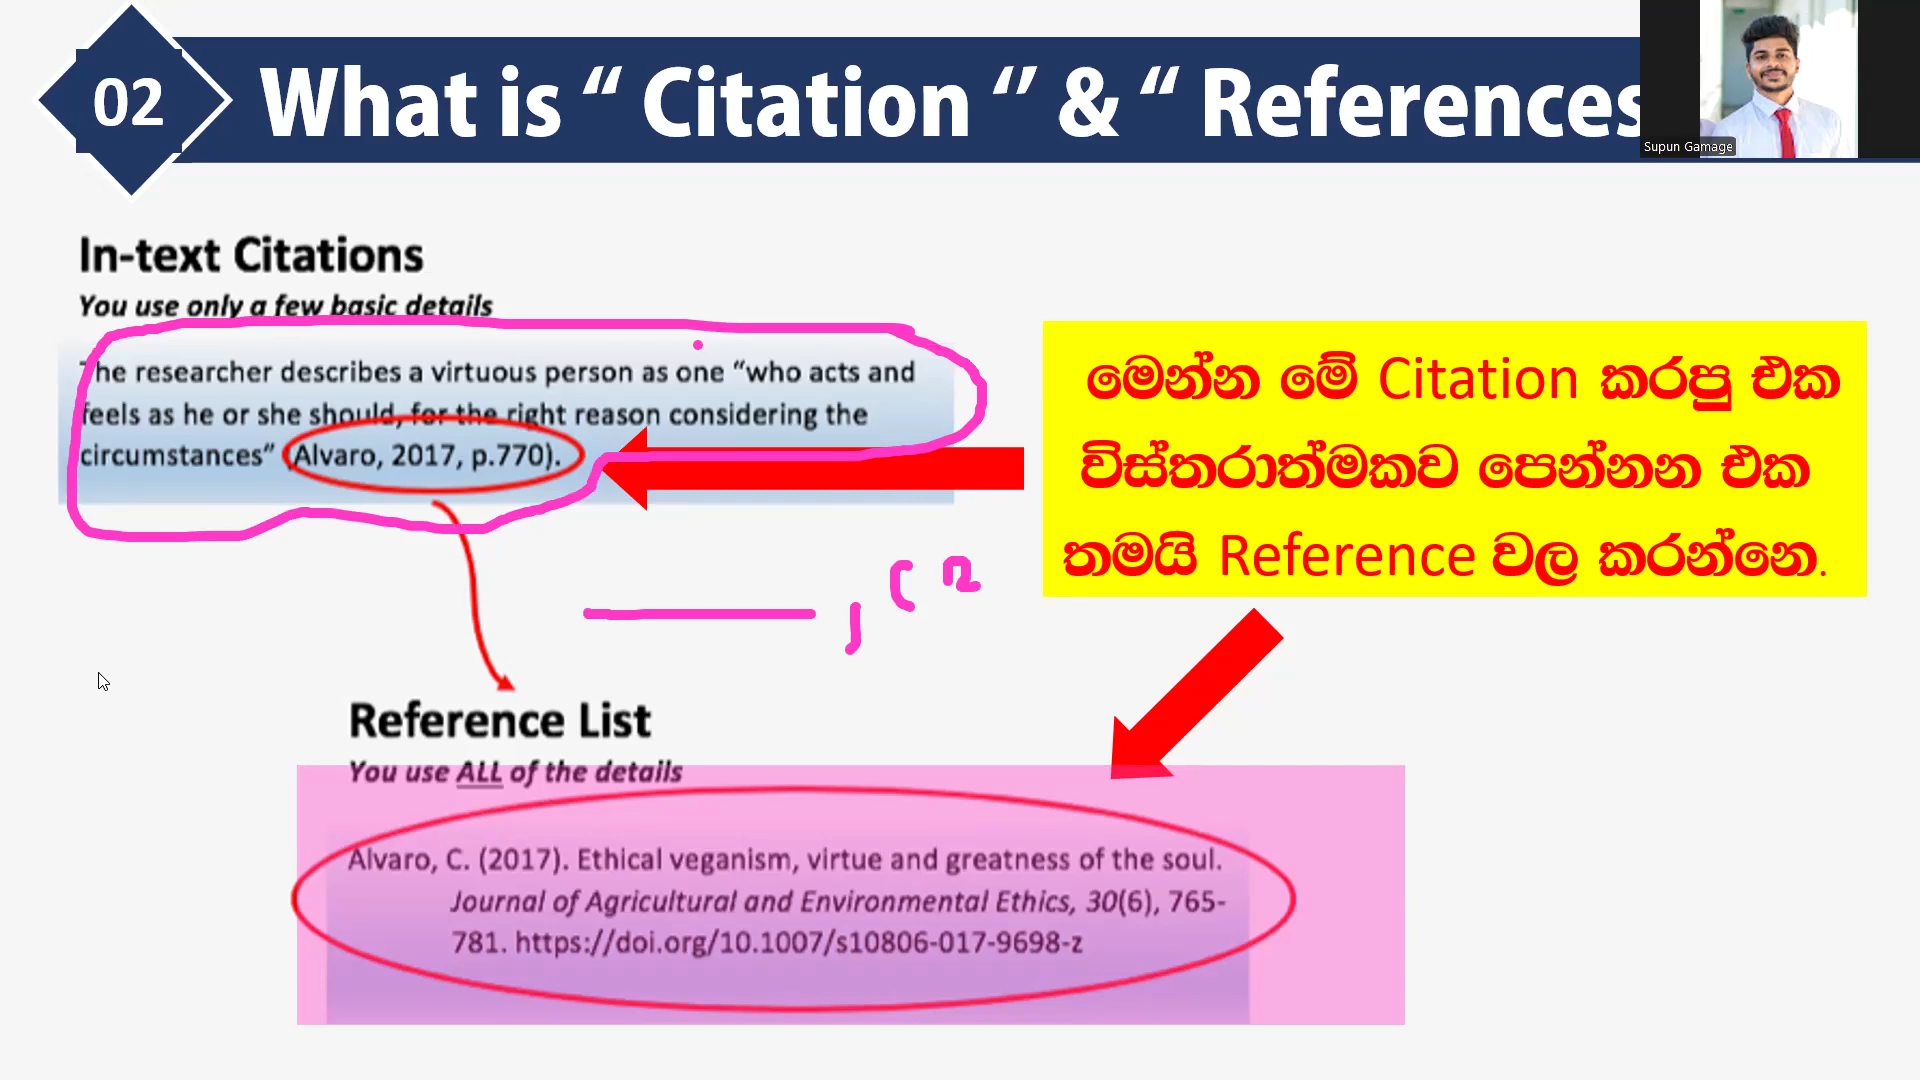 02
What is “ Citation ” & “ References
Supun Gamage
In-text Citations
You use only a few basic details
The researcher describes a virtuous person as one “who acts and
feels as he or she should, for the right reason considering the
circumstances” (Alvaro, 2017, p.770).
මෙන්න මේ Citation කරපු එක
විස්තරාත්මකව පෙන්නන එක
තමයි Reference වල කරන්නෙ.
Reference List
You use ALL of the details
Alvaro, C. (2017). Ethical veganism, virtue and greatness of the soul.
Journal of Agricultural and Environmental Ethics, 30(6), 765-
781. https://doi.org/10.1007/s10806-017-9698-z